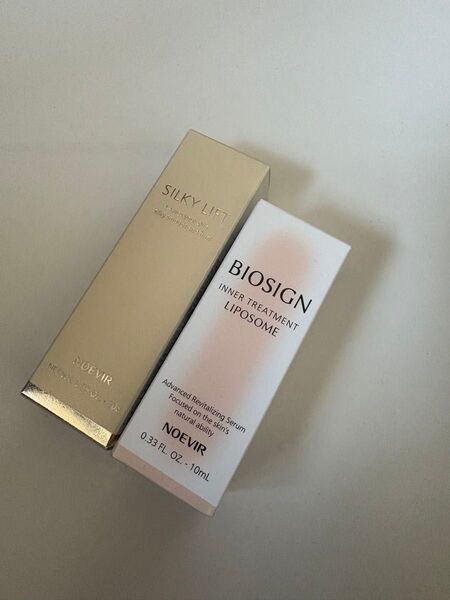 SILKY LIFT
NOEVIR
BIOSIGN
INNER TREATMENT
LIPOSOME
Advanced Revitalizing Serum
Focused on the skin's
natural ability
NOEVIR
0.33 FL. OZ. - 10mL